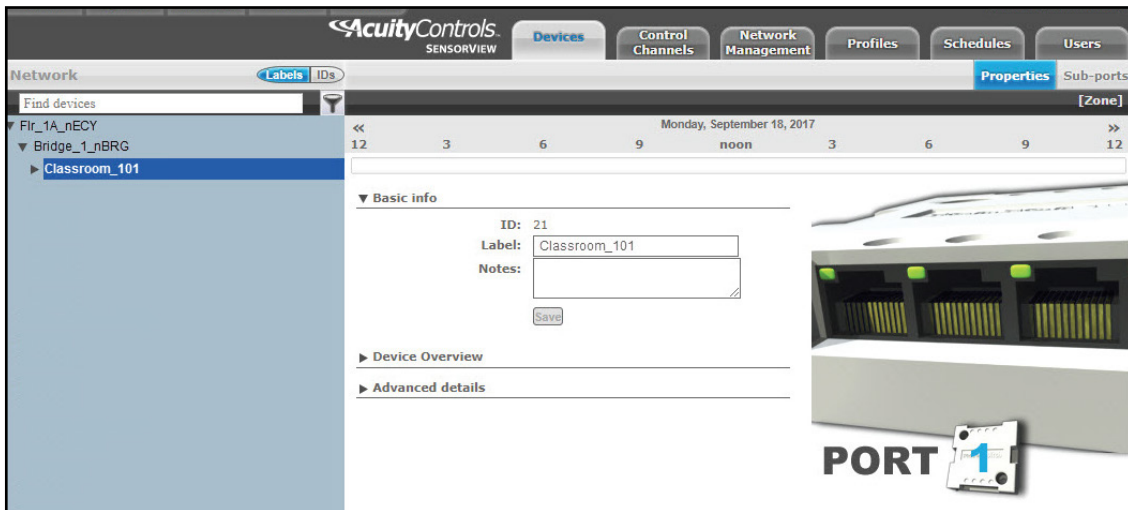 AcuityControls™
SENSORVIEW
Devices
Control Channels
Network Management
Profiles
Schedules
Users
Network
Labels IDs
Properties Sub-ports
Find devices
[Zone]
Flr_1A_nECY
Bridge_1_nBRG
Classroom_101
« Monday, September 18, 2017 »
12 3 6 9 noon 3 6 9 12
Basic info
ID: 21
Label: Classroom_101
Notes:
Save
Device Overview
Advanced details
PORT 1